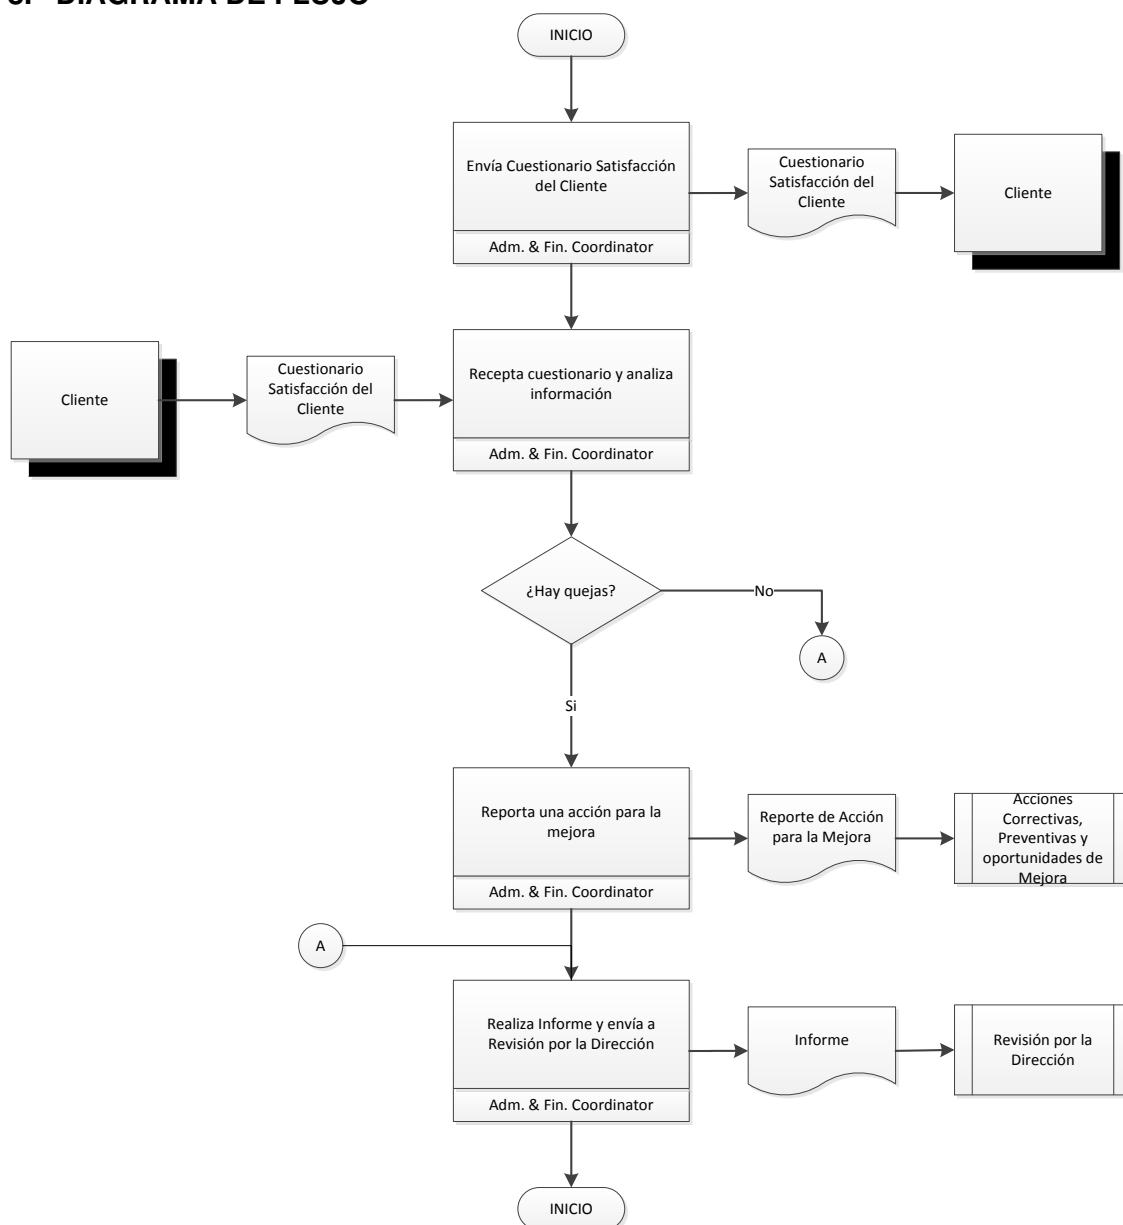 DIAGRAMA DE FLUJO
INICIO
Envía Cuestionario Satisfacción
del Cliente
Adm. & Fin. Coordinator
Cuestionario
Satisfacción del
Cliente
Cliente
Cliente
Cuestionario
Satisfacción del
Cliente
Recepta cuestionario y analiza
información
Adm. & Fin. Coordinator
¿Hay quejas?
No
A
Si
Reporta una acción para la
mejora
Adm. & Fin. Coordinator
Reporte de Acción
para la Mejora
Acciones
Correctivas,
Preventivas y
oportunidades de
Mejora
A
Realiza Informe y envía a
Revisión por la Dirección
Adm. & Fin. Coordinator
Informe
Revisión por la
Dirección
INICIO